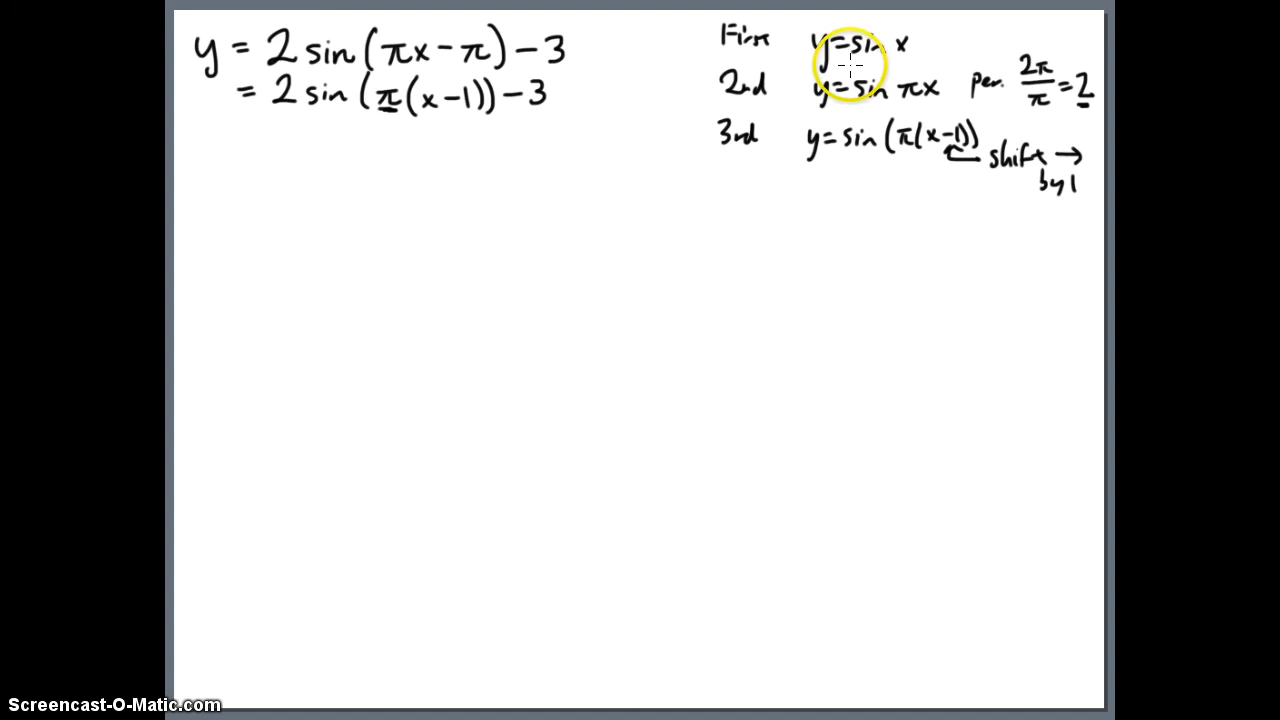 y = 2 sin(πx - π) - 3
= 2 sin(π(x-1)) - 3
First y = sin x
2nd y = sin πx per. 2π/π = 2
3rd y = sin(π(x-1))
shift →
by 1
Screencast-O-Matic.com